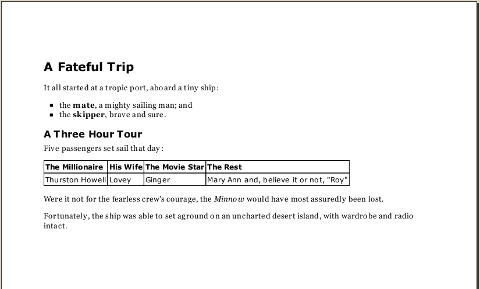 A Fateful Trip
It all started at a tropic port, aboard a tiny ship:
the mate, a mighty sailing man; and
the skipper, brave and sure.
A Three Hour Tour
Five passengers set sail that day:
The Millionaire His Wife The Movie Star The Rest
Thurston Howell Lovey Ginger Mary Ann and, believe it or not, "Roy"
Were it not for the fearless crew's courage, the Minnow would have most assuredly been lost.
Fortunately, the ship was able to set aground on an uncharted desert island, with wardrobe and radio
intact.